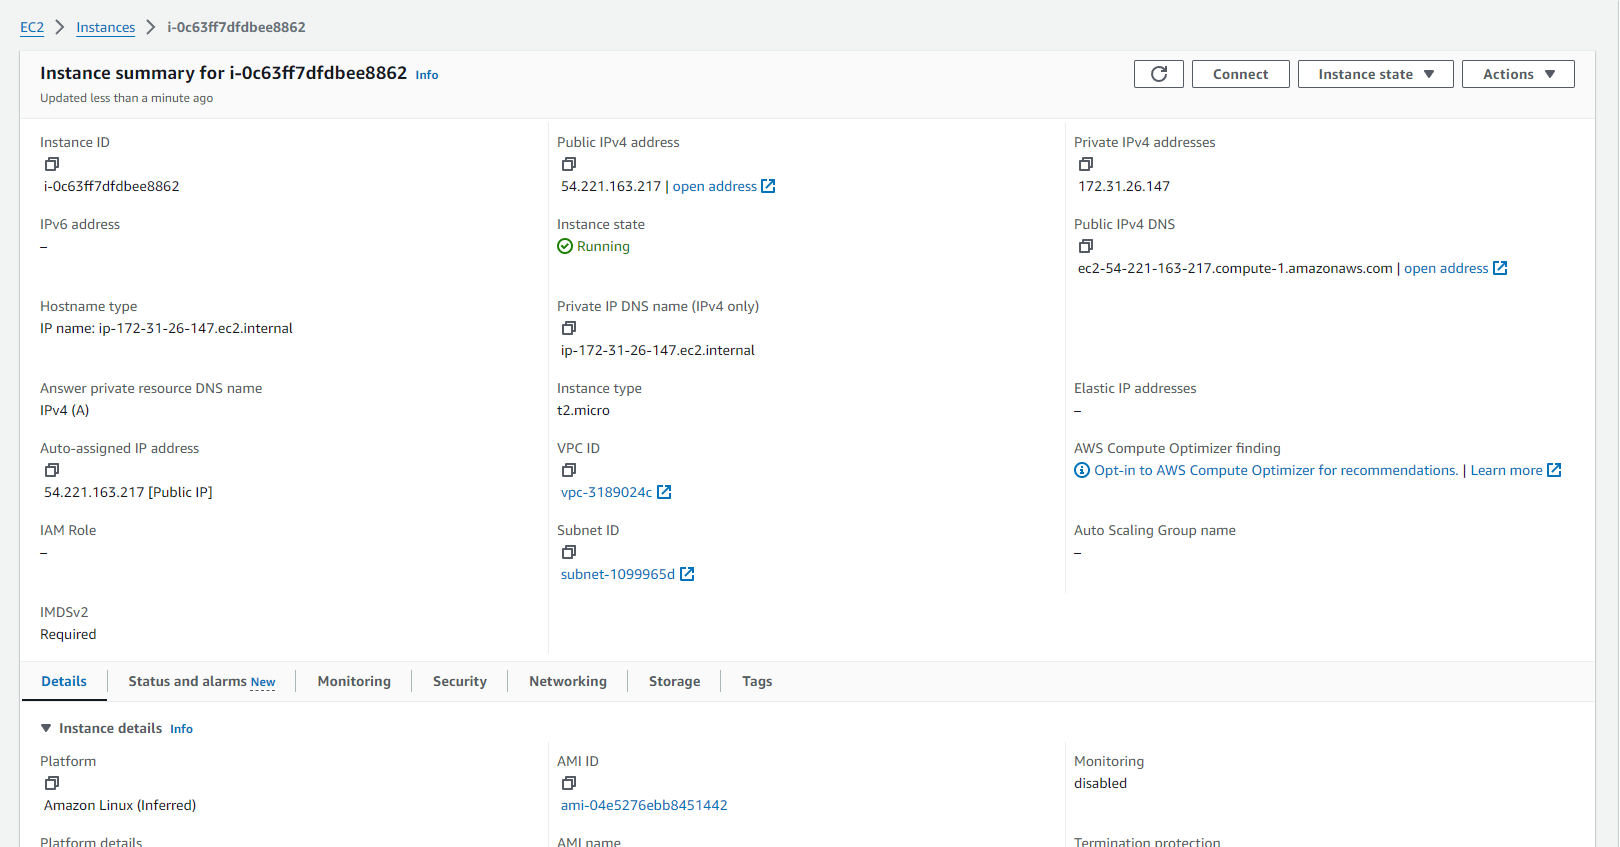 EC2 > Instances > i-0c63ff7dfdbee8862
Instance summary for i-0c63ff7dfdbee8862 Info
Updated less than a minute ago
Connect
Instance state
Actions
Instance ID
i-0c63ff7dfdbee8862
Public IPv4 address
54.221.163.217 | open address
Private IPv4 addresses
172.31.26.147
IPv6 address
–
Instance state
Running
Public IPv4 DNS
ec2-54-221-163-217.compute-1.amazonaws.com | open address
Hostname type
IP name: ip-172-31-26-147.ec2.internal
Private IP DNS name (IPv4 only)
ip-172-31-26-147.ec2.internal
Answer private resource DNS name
IPv4 (A)
Instance type
t2.micro
Elastic IP addresses
–
Auto-assigned IP address
54.221.163.217 [Public IP]
VPC ID
vpc-3189024c
AWS Compute Optimizer finding
Opt-in to AWS Compute Optimizer for recommendations. | Learn more
IAM Role
–
Subnet ID
subnet-1099965d
Auto Scaling Group name
–
IMDSv2
Required
Details
Status and alarms New
Monitoring
Security
Networking
Storage
Tags
Instance details Info
Platform
Amazon Linux (Inferred)
AMI ID
ami-04e5276ebb8451442
Monitoring
disabled
Platform details
AMI name
Termination protection